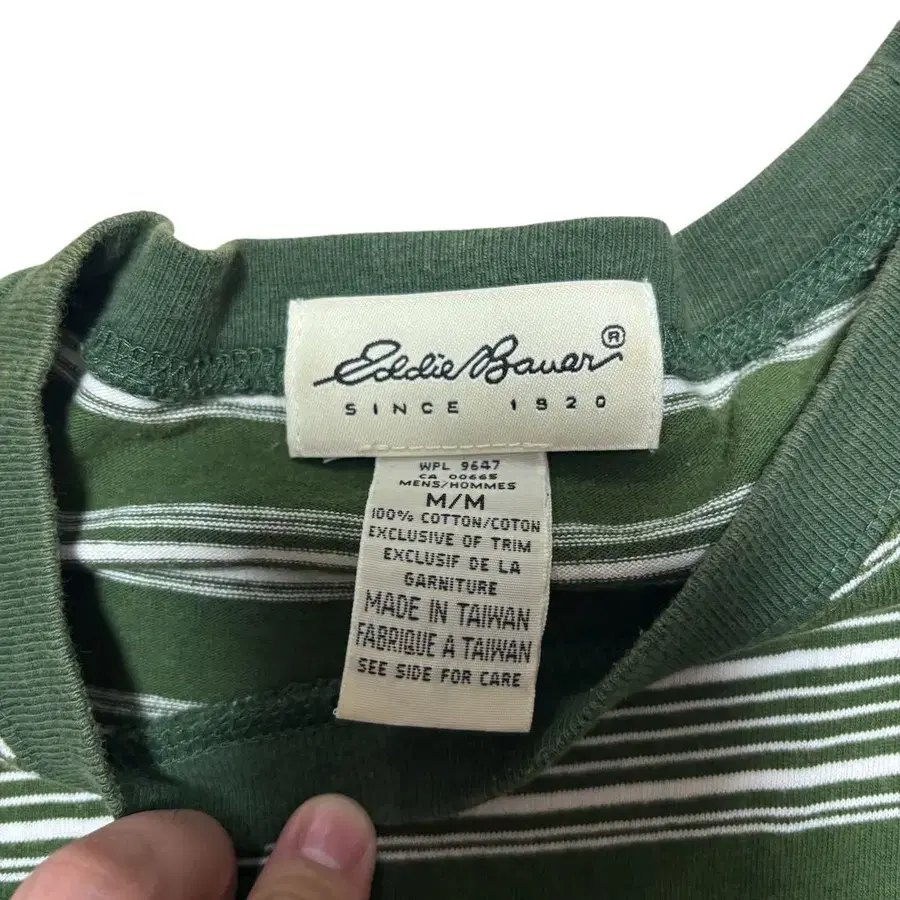 Eddie Bauer®
SINCE 1920
WPL 9647
CA 00665
MENS/HOMMES
M/M
100% COTTON/COTON
EXCLUSIVE OF TRIM
EXCLUSIF DE LA
GARNITURE
MADE IN TAIWAN
FABRIQUE A TAIWAN
SEE SIDE FOR CARE